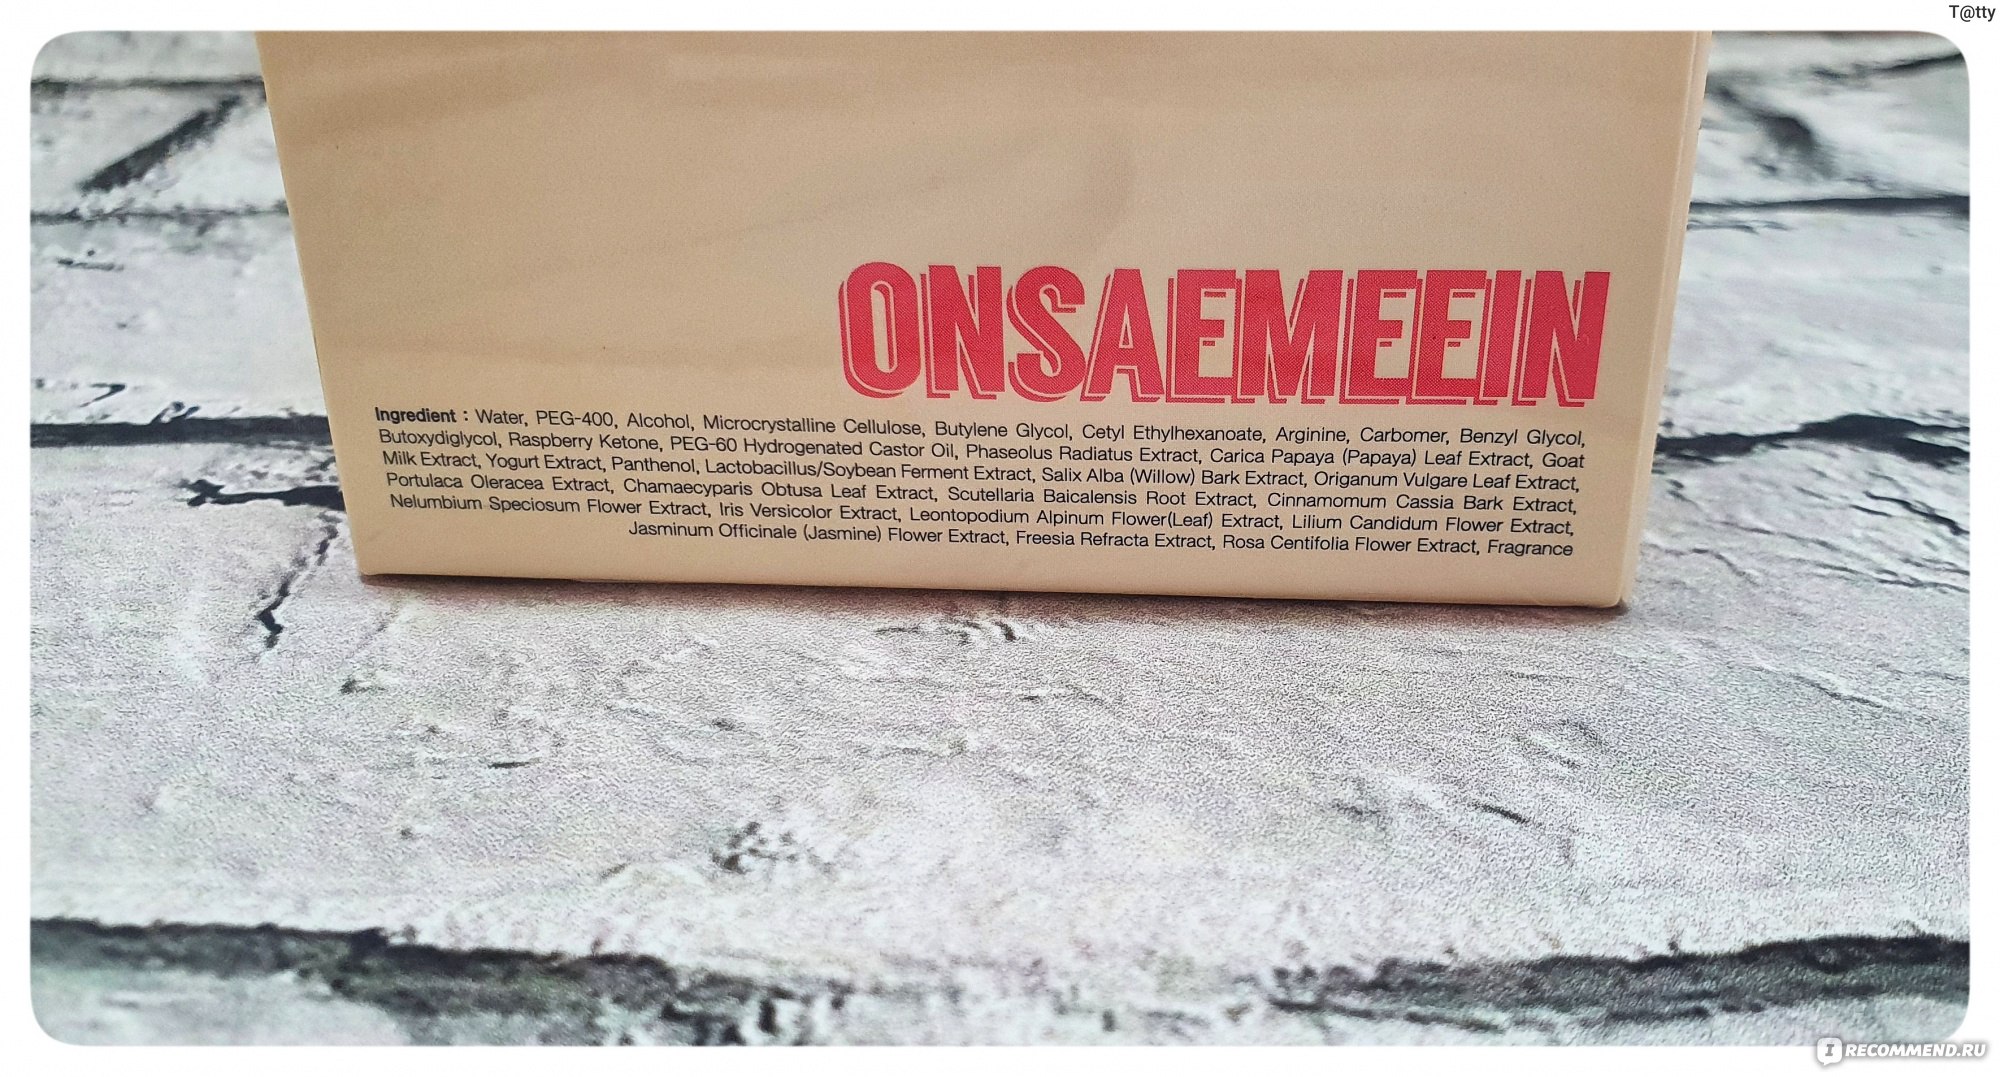 T@tty
ONSAEMEEIN
Ingredient : Water, PEG-400, Alcohol, Microcrystalline Cellulose, Butylene Glycol, Cetyl Ethylhexanoate, Arginine, Carbomer, Benzyl Glycol,
Butoxydiglycol, Raspberry Ketone, PEG-60 Hydrogenated Castor Oil, Phaseolus Radiatus Extract, Carica Papaya (Papaya) Leaf Extract, Goat
Milk Extract, Yogurt Extract, Panthenol, Lactobacillus/Soybean Ferment Extract, Salix Alba (Willow) Bark Extract, Origanum Vulgare Leaf Extract,
Portulaca Oleracea Extract, Chamaecyparis Obtusa Leaf Extract, Scutellaria Baicalensis Root Extract, Cinnamomum Cassia Bark Extract,
Nelumbium Speciosum Flower Extract, Iris Versicolor Extract, Leontopodium Alpinum Flower(Leaf) Extract, Lilium Candidum Flower Extract,
Jasminum Officinale (Jasmine) Flower Extract, Freesia Refracta Extract, Rosa Centifolia Flower Extract, Fragrance
I RECOMMEND.RU